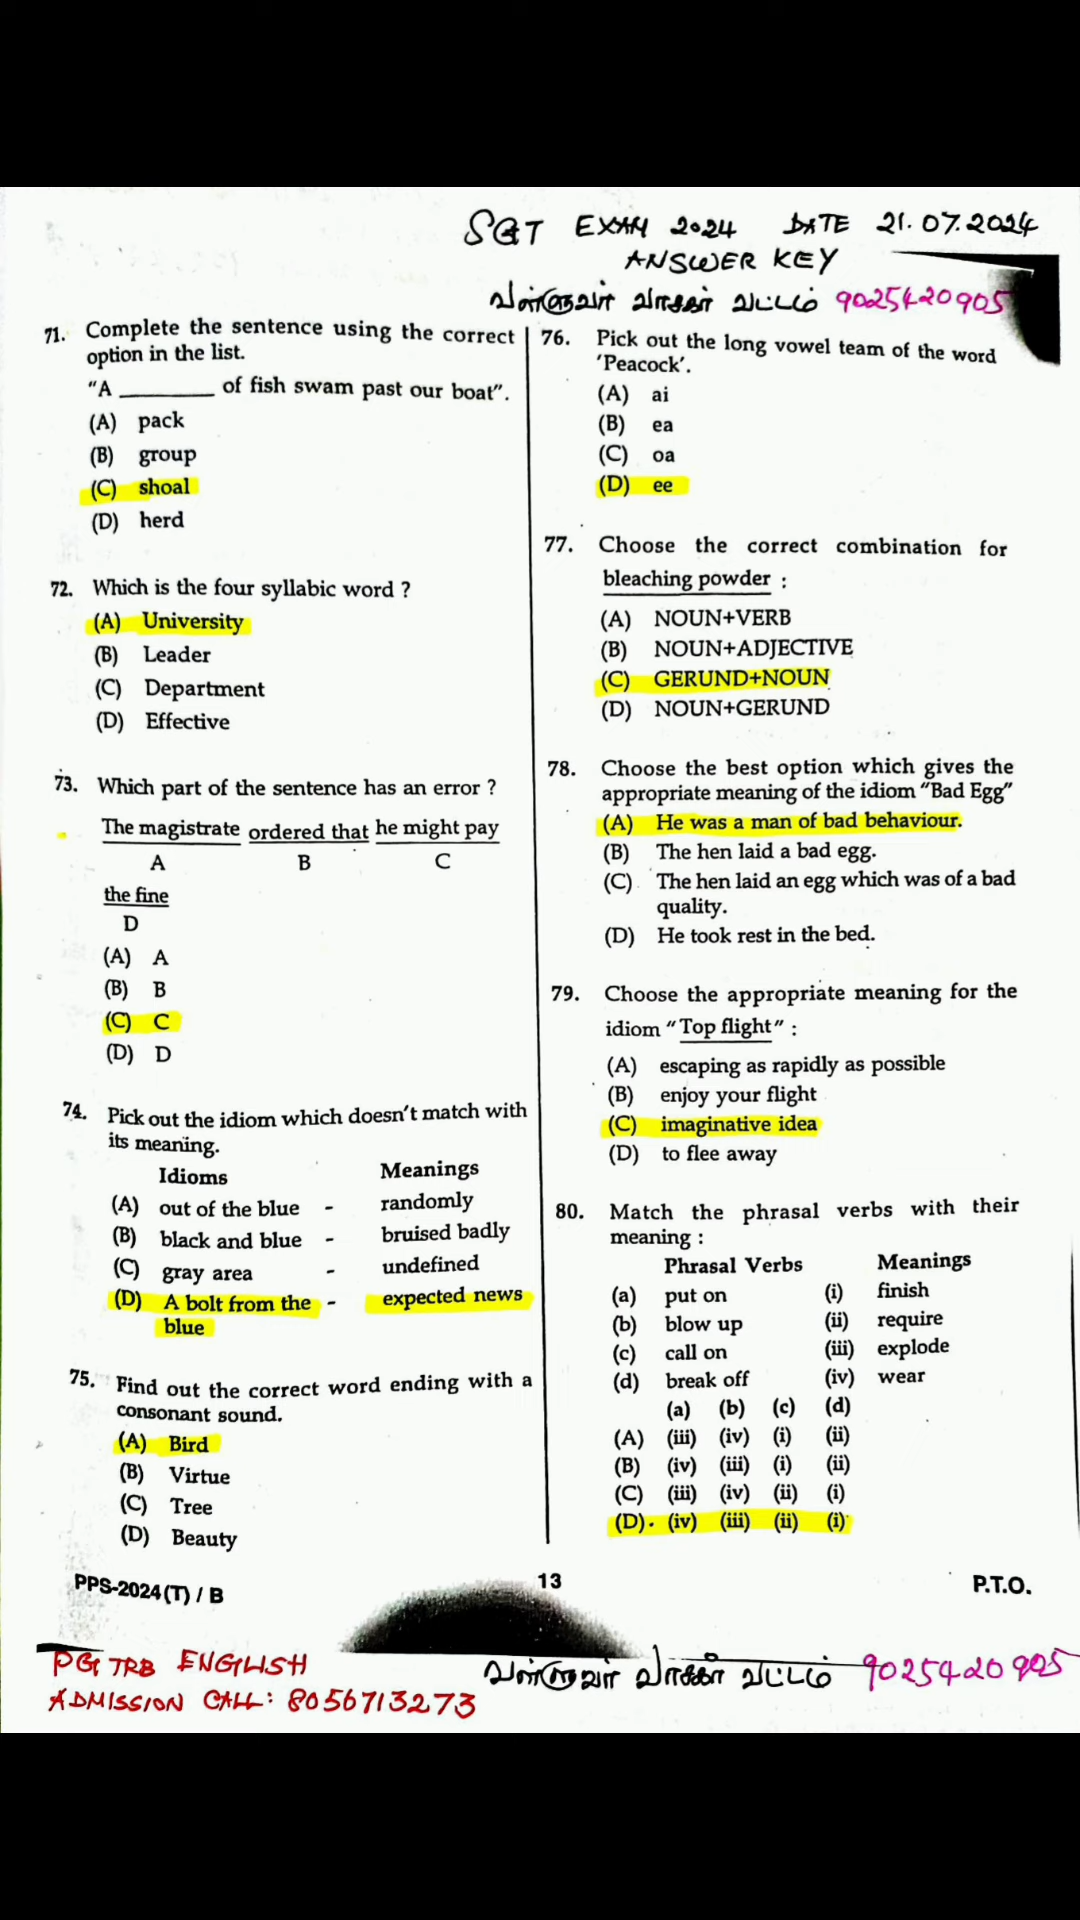 SGT EXAM 2024 DATE 21.07.2024
ANSWER KEY
வள்ளுவர் வாசகர் வட்டம் 9025420905
71. Complete the sentence using the correct
option in the list.
“A ________ of fish swam past our boat”.
(A) pack
(B) group
(C) shoal
(D) herd
72. Which is the four syllabic word ?
(A) University
(B) Leader
(C) Department
(D) Effective
73. Which part of the sentence has an error ?
The magistrate ordered that he might pay
A B C
the fine
D
(A) A
(B) B
(C) C
(D) D
74. Pick out the idiom which doesn’t match with
its meaning.
Idioms Meanings
(A) out of the blue - randomly
(B) black and blue - bruised badly
(C) gray area - undefined
(D) A bolt from the - expected news
blue
75. Find out the correct word ending with a
consonant sound.
(A) Bird
(B) Virtue
(C) Tree
(D) Beauty
76. Pick out the long vowel team of the word
‘Peacock’.
(A) ai
(B) ea
(C) oa
(D) ee
77. Choose the correct combination for
bleaching powder :
(A) NOUN+VERB
(B) NOUN+ADJECTIVE
(C) GERUND+NOUN
(D) NOUN+GERUND
78. Choose the best option which gives the
appropriate meaning of the idiom “Bad Egg”
(A) He was a man of bad behaviour.
(B) The hen laid a bad egg.
(C) The hen laid an egg which was of a bad
quality.
(D) He took rest in the bed.
79. Choose the appropriate meaning for the
idiom “Top flight” :
(A) escaping as rapidly as possible
(B) enjoy your flight
(C) imaginative idea
(D) to flee away
80. Match the phrasal verbs with their
meaning :
Phrasal Verbs Meanings
(a) put on (i) finish
(b) blow up (ii) require
(c) call on (iii) explode
(d) break off (iv) wear
(a) (b) (c) (d)
(A) (iii) (iv) (i) (ii)
(B) (iv) (iii) (i) (ii)
(C) (iii) (iv) (ii) (i)
(D) (iv) (iii) (ii) (i)
PPS-2024 (T) / B 13 P.T.O.
PG TRB ENGLISH
ADMISSION CALL: 8056713273
வள்ளுவர் வாசகர் வட்டம் 9025420905